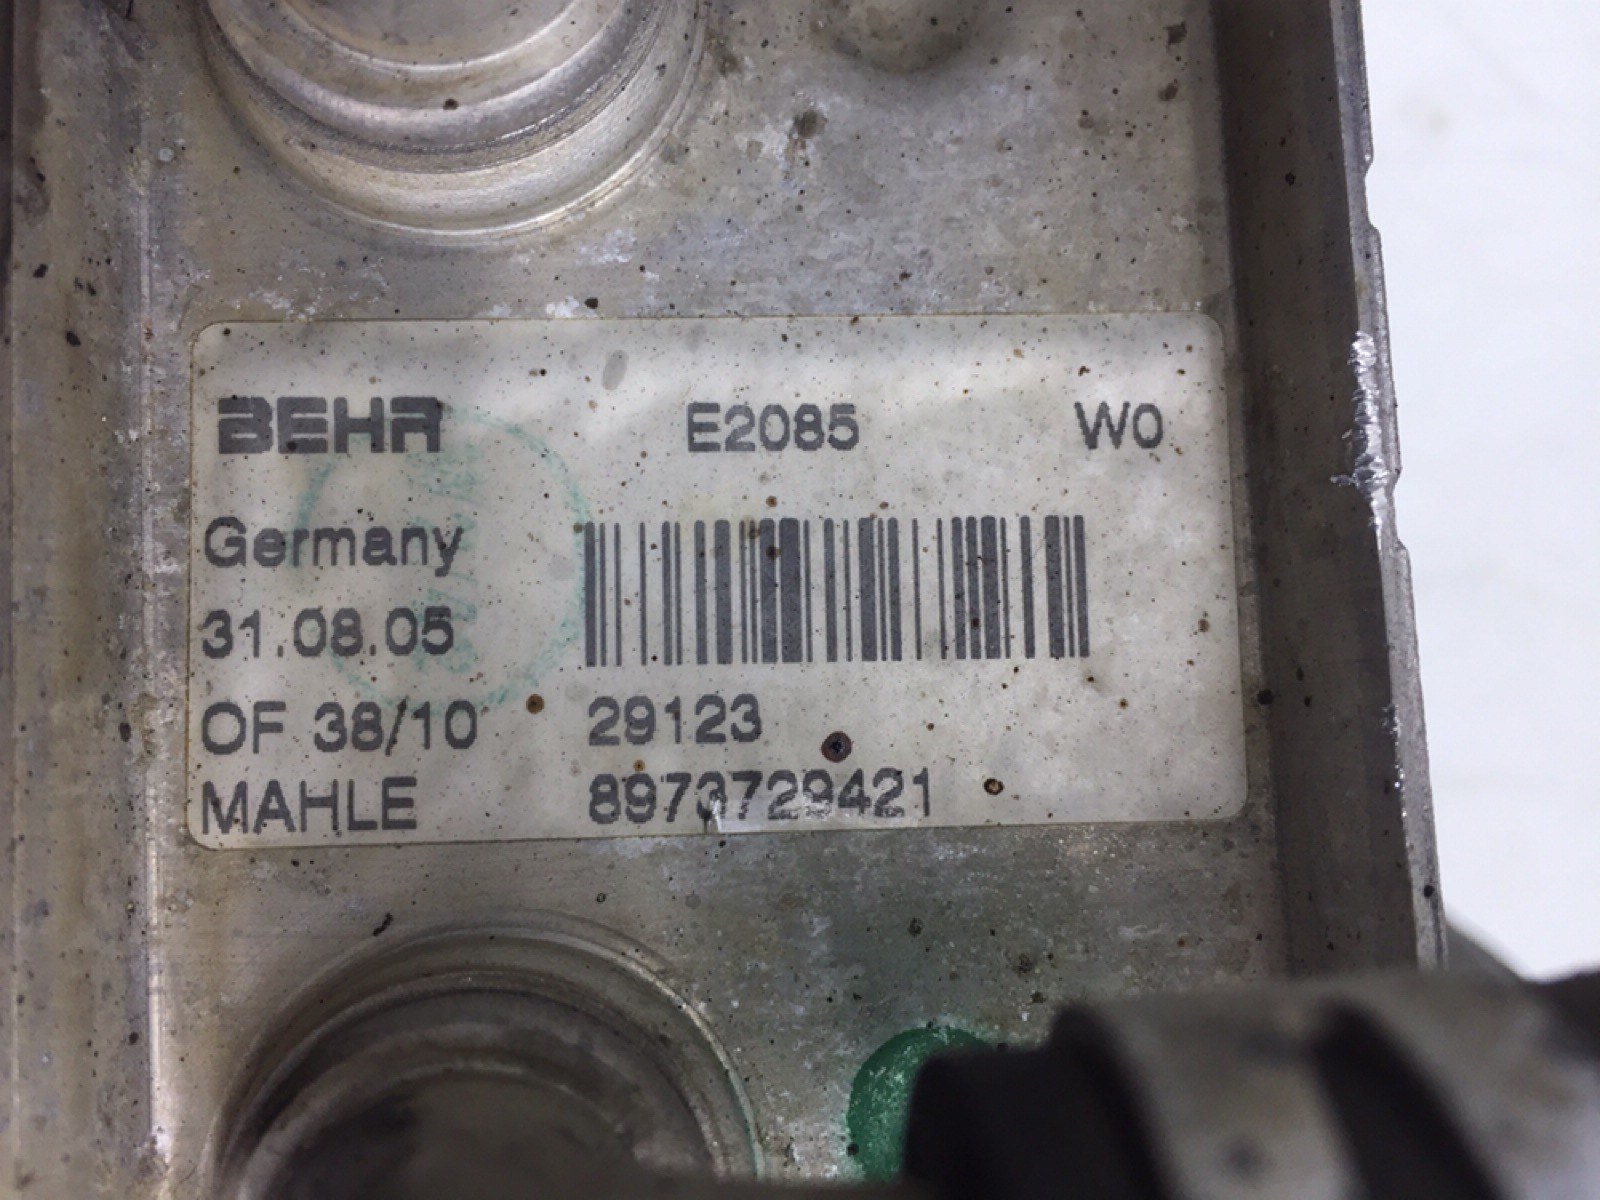 BEHR E2085 W0
Germany
31.08.05
OF 38/10 29123
MAHLE 8973729421